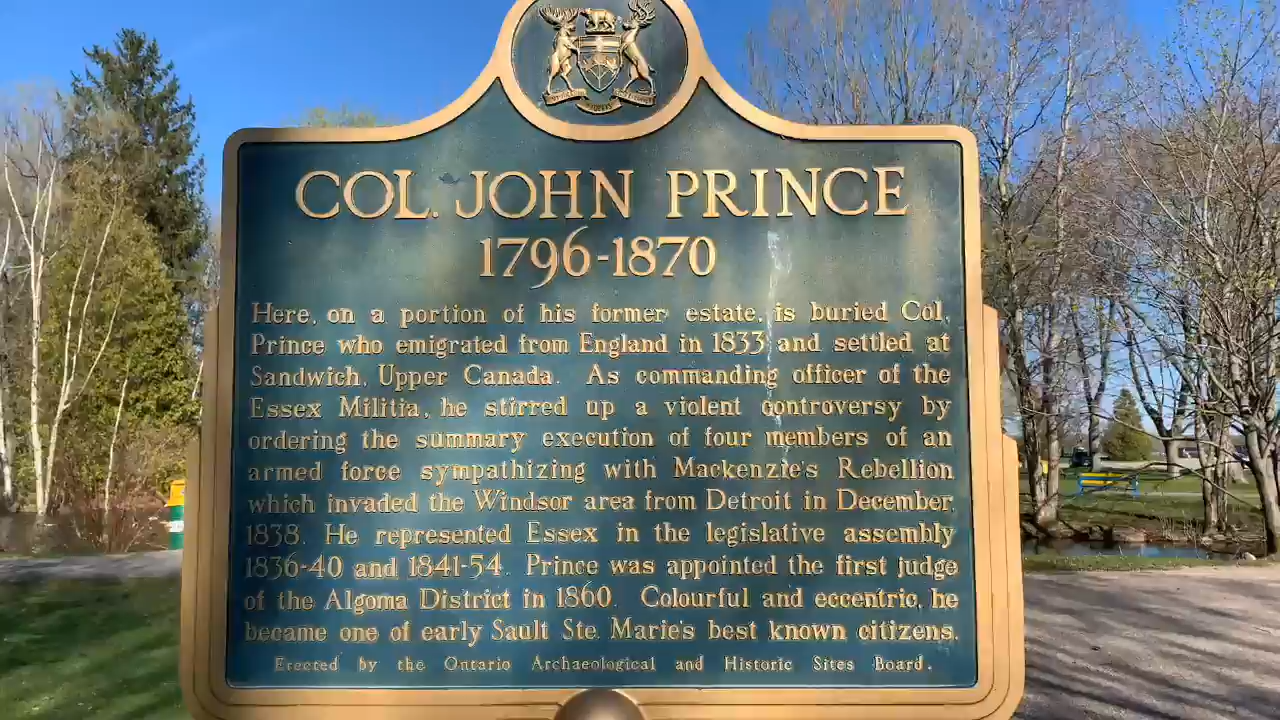 COL. JOHN PRINCE
1796-1870
Here, on a portion of his former estate, is buried Col.
Prince who emigrated from England in 1833 and settled at
Sandwich, Upper Canada. As commanding officer of the
Essex Militia, he stirred up a violent controversy by
ordering the summary execution of four members of an
armed force sympathizing with Mackenzie's Rebellion
which invaded the Windsor area from Detroit in December,
1838. He represented Essex in the legislative assembly
1836-40 and 1841-54. Prince was appointed the first judge
of the Algoma District in 1860. Colourful and eccentric, he
became one of early Sault Ste. Marie's best known citizens.
Erected by the Ontario Archaeological and Historic Sites Board.